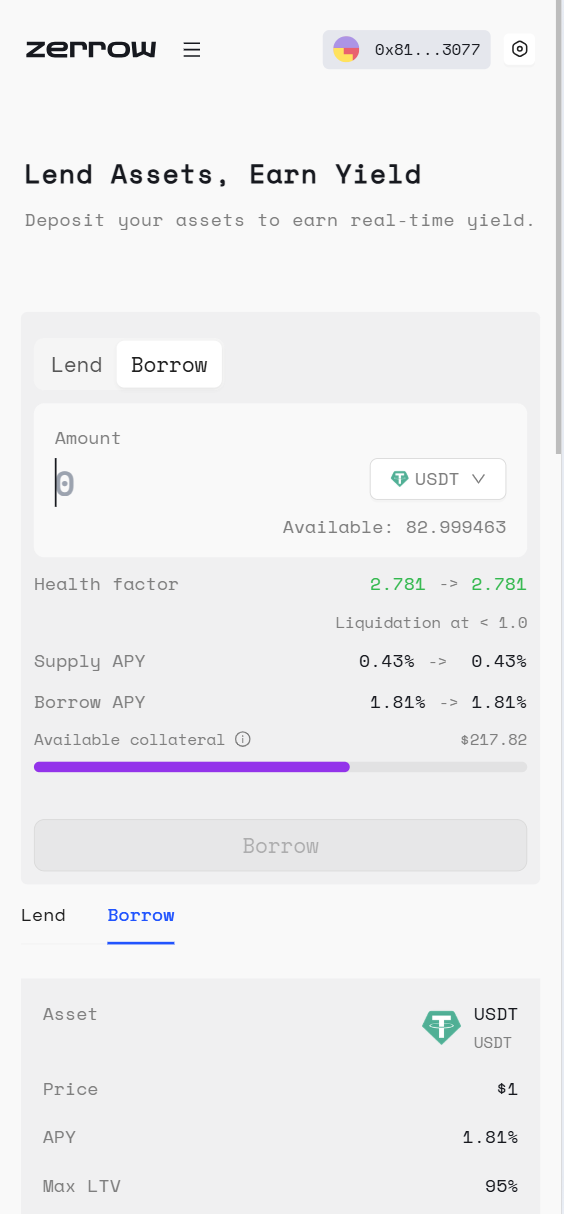 zerrow
0x81...3077
Lend Assets, Earn Yield
Deposit your assets to earn real-time yield.
Lend Borrow
Amount
0
USDT
Available: 82.999463
Health factor 2.781 -> 2.781
Liquidation at < 1.0
Supply APY 0.43% -> 0.43%
Borrow APY 1.81% -> 1.81%
Available collateral $217.82
Borrow
Lend Borrow
Asset USDT
USDT
Price $1
APY 1.81%
Max LTV 95%